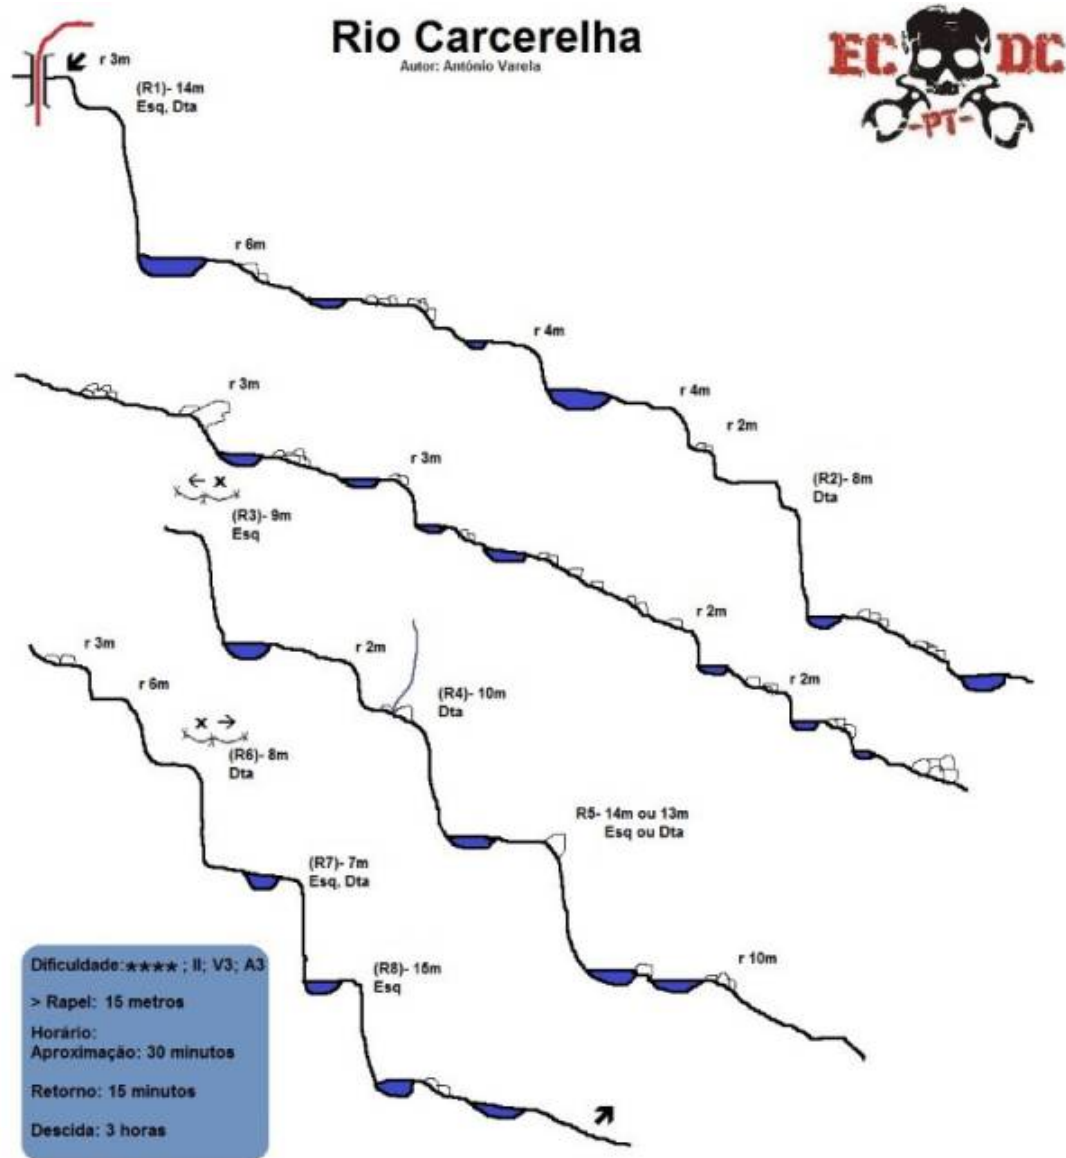 Rio Carcerelha
Autor: António Varela
EC DC
-PT-
r 3m
(R1)- 14m
Esq, Dta
r 6m
r 4m
r 4m
r 2m
(R2)- 8m
Dta
r 3m
r 3m
r 2m
r 2m
← x
(R3)- 9m
Esq
r 2m
(R4)- 10m
Dta
R5- 14m ou 13m
Esq ou Dta
r 10m
r 3m
r 6m
x →
(R6)- 8m
Dta
(R7)- 7m
Esq, Dta
(R8)- 15m
Esq
Dificuldade:★★★★ ; II; V3; A3
> Rapel: 15 metros
Horário:
Aproximação: 30 minutos
Retorno: 15 minutos
Descida: 3 horas